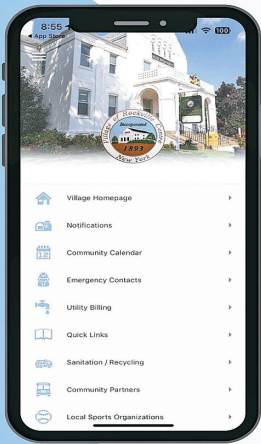 8:55
App Store
100
Village of Rockville Centre
Incorporated
1893
New York
Village Homepage
Notifications
Community Calendar
12
Emergency Contacts
Utility Billing
Quick Links
Sanitation / Recycling
Community Partners
Local Sports Organizations